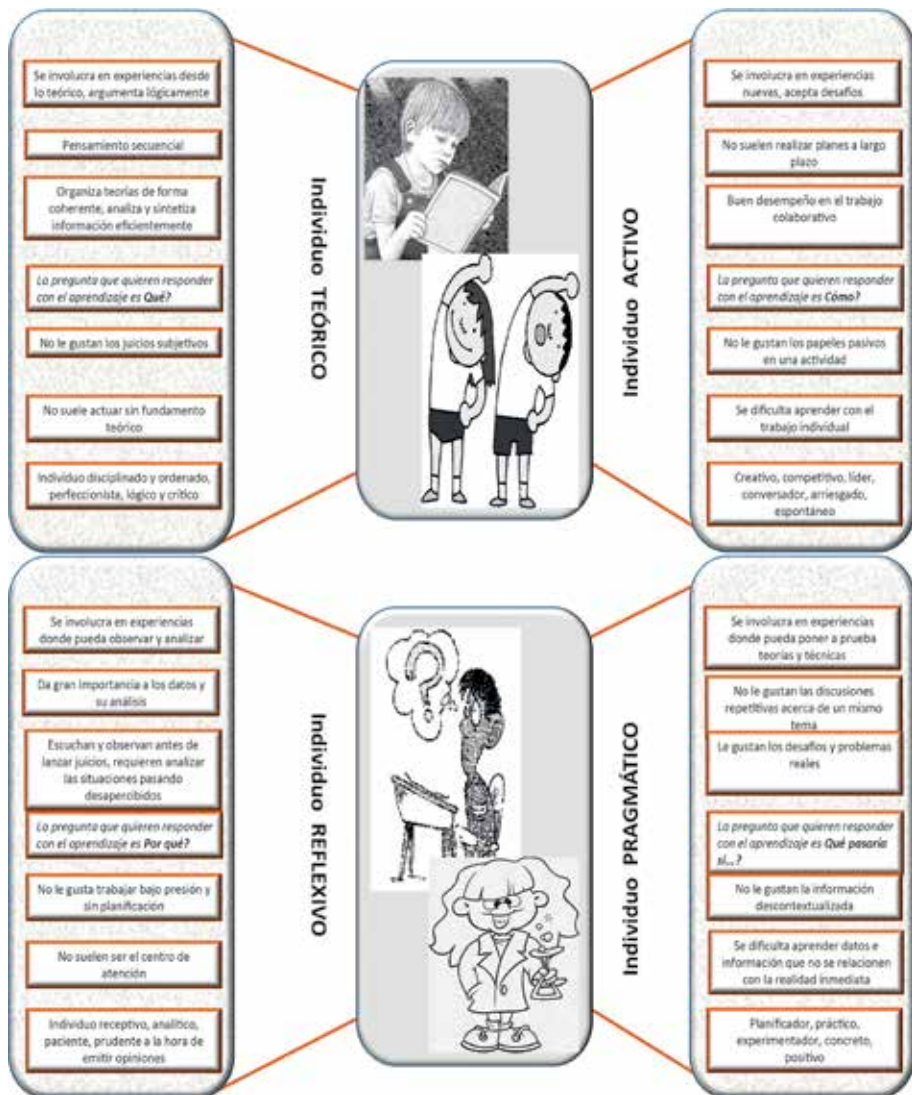 Se involucra en experiencias desde
lo teórico, argumenta lógicamente
Pensamiento secuencial
Organiza teorías de forma
coherente, analiza y sintetiza
información eficientemente
La pregunta que quieren responder
con el aprendizaje es Qué?
No le gustan los juicios subjetivos
No suele actuar sin fundamento
teórico
Individuo disciplinado y ordenado,
perfeccionista, lógico y crítico
Individuo TEÓRICO
Individuo ACTIVO
Se involucra en experiencias
nuevas, acepta desafíos
No suelen realizar planes a largo
plazo
Buen desempeño en el trabajo
colaborativo
La pregunta que quieren responder
con el aprendizaje es Cómo?
No le gustan los papeles pasivos
en una actividad
Se dificulta aprender con el
trabajo individual
Creativo, competitivo, líder,
conversador, arriesgado,
espontáneo
Se involucra en experiencias
donde pueda observar y analizar
Da gran importancia a los datos y
su análisis
Escuchan y observan antes de
lanzar juicios, requieren analizar
las situaciones pasando
desapercibidos
La pregunta que quieren responder
con el aprendizaje es Por qué?
No le gusta trabajar bajo presión y
sin planificación
No suelen ser el centro de
atención
Individuo receptivo, analítico,
paciente, prudente a la hora de
emitir opiniones
Individuo REFLEXIVO
?
Individuo PRAGMÁTICO
Se involucra en experiencias
donde pueda poner a prueba
teorías y técnicas
No le gustan las discusiones
repetitivas acerca de un mismo
tema
Le gustan los desafíos y problemas
reales
La pregunta que quieren responder
con el aprendizaje es Qué pasaría
si...?
No le gustan la información
descontextualizada
Se dificulta aprender datos e
información que no se relacionen
con la realidad inmediata
Planificador, práctico,
experimentador, concreto,
positivo